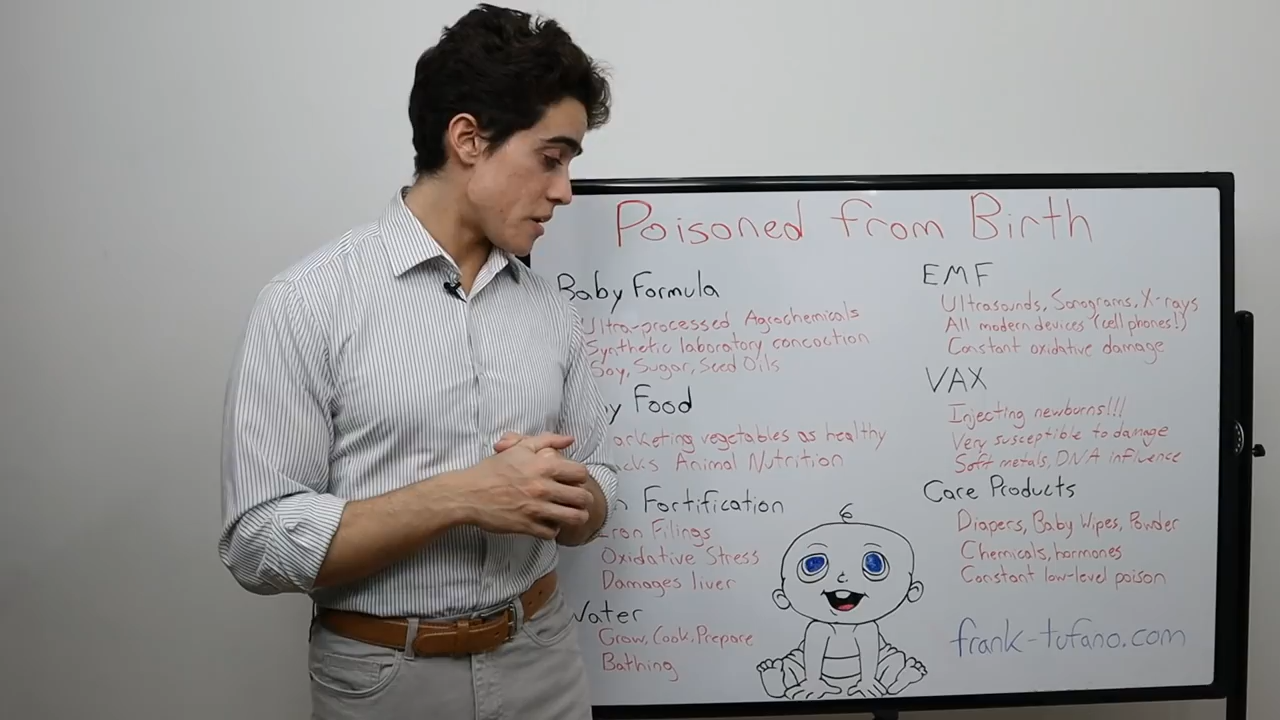 Poisoned from Birth
Baby Formula
Ultra-processed Agrochemicals
Synthetic laboratory concoction
Soy, Sugar, Seed Oils
Food
vegetables as healthy
Animal Nutrition
Fortification
Iron Filings
Oxidative Stress
Damages liver
Water
Grow, Cook, Prepare
Bathing
EMF
Ultrasounds, Sonograms, X-rays
All modern devices (cell phones!)
Constant oxidative damage
VAX
Injecting newborns!!!
Very susceptible to damage
Soft metals, DNA influence
Care Products
Diapers, Baby Wipes, Powder
Chemicals, hormones
Constant low-level poison
frank-tufano.com